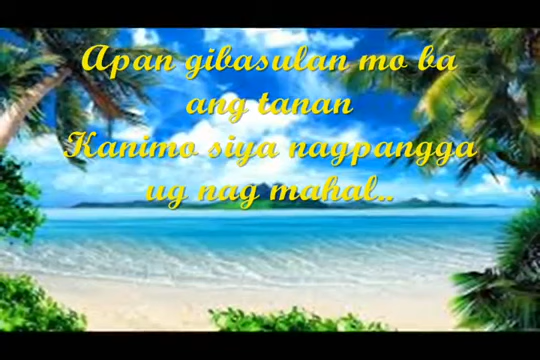 Apan gibasulan mo ba
ang tanan
Kanimo siya nagpangga
ug nag mahal..